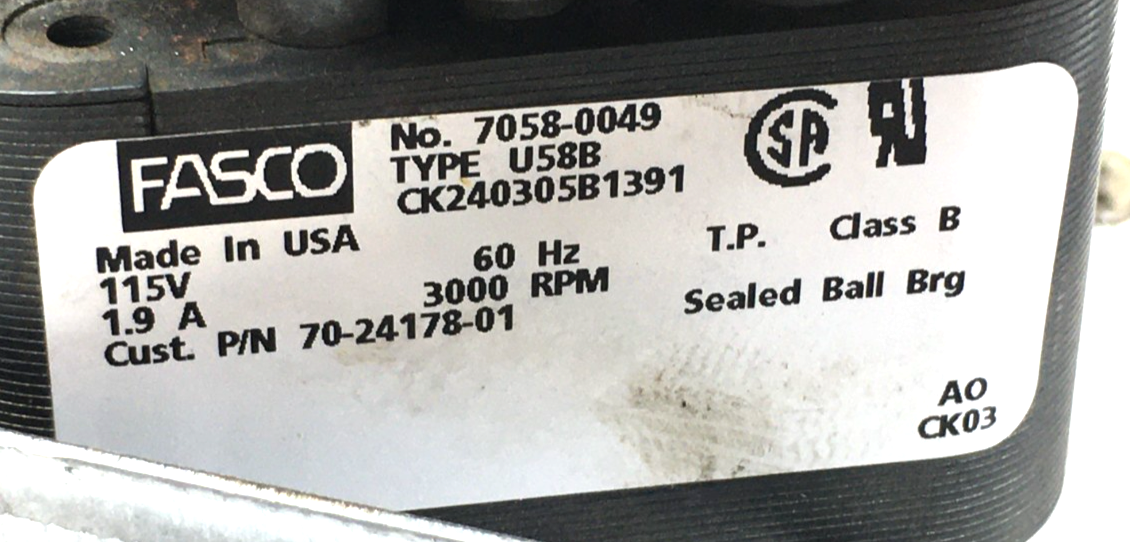 FASCO
No. 7058-0049
TYPE U58B
CK240305B1391
Made In USA
115V 60 Hz
1.9 A 3000 RPM
Cust. P/N 70-24178-01
T.P. Class B
Sealed Ball Brg
AO
CK03